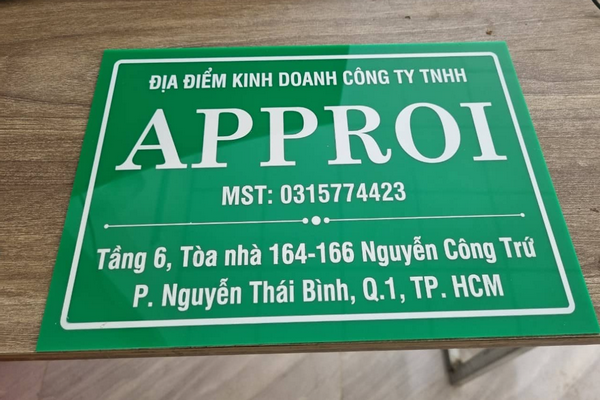 ĐỊA ĐIỂM KINH DOANH CÔNG TY TNHH
APPROI
MST: 0315774423
Tầng 6, Tòa nhà 164-166 Nguyễn Công Trứ
P. Nguyễn Thái Bình, Q.1, TP. HCM